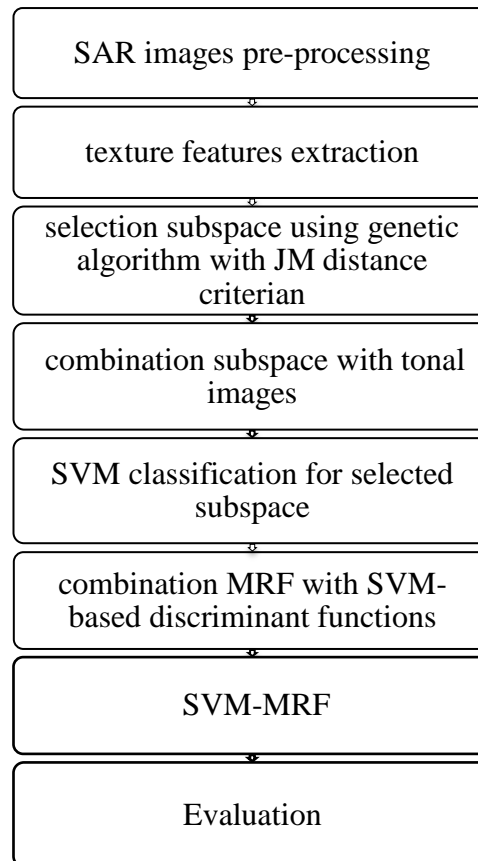 SAR images pre-processing
texture features extraction
selection subspace using genetic
algorithm with JM distance
criterian
combination subspace with tonal
images
SVM classification for selected
subspace
combination MRF with SVM-
based discriminant functions
SVM-MRF
Evaluation